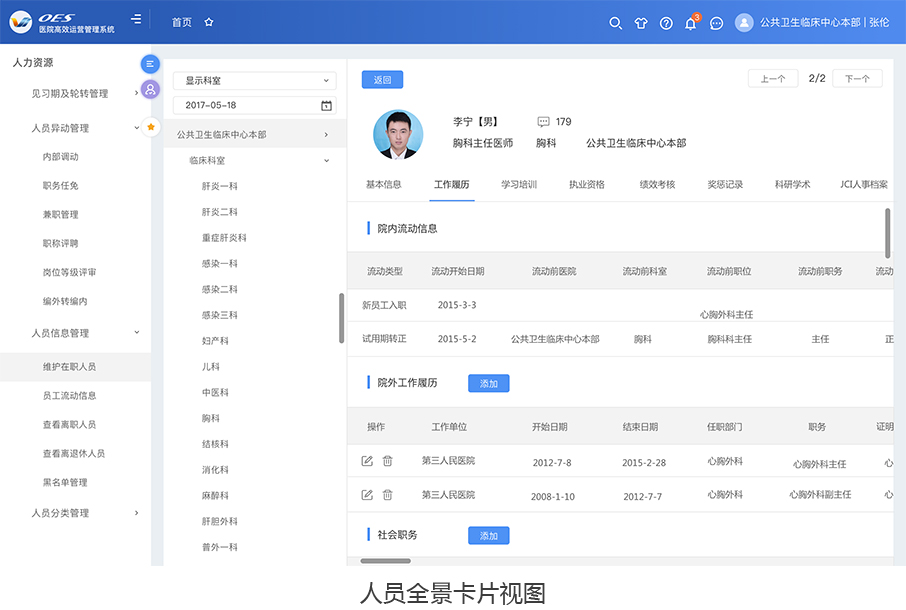 OES
医院高效运营管理系统
首页
3
公共卫生临床中心本部 | 张伦
人力资源
见习期及轮转管理
人员异动管理
内部调动
职务任免
兼职管理
职称评聘
岗位等级评审
编外转编内
人员信息管理
维护在职人员
员工流动信息
查看离职人员
查看离退休人员
黑名单管理
人员分类管理
显示科室
2017-05-18
公共卫生临床中心本部
临床科室
肝炎一科
肝炎二科
重症肝炎科
感染一科
感染二科
感染三科
妇产科
儿科
中医科
胸科
结核科
消化科
麻醉科
肝胆外科
普外一科
返回
上一个 2/2 下一个
李宁【男】 179
胸科主任医师 胸科 公共卫生临床中心本部
基本信息 工作履历 学习培训 执业资格 绩效考核 奖惩记录 科研学术 JCI人事档案
院内流动信息
流动类型 流动开始日期 流动前医院 流动前科室 流动前职位 流动前职务 流动
新员工入职 2015-3-3 心胸外科主任
试用期转正 2015-5-2 公共卫生临床中心本部 胸科 胸科科主任 主任 正
院外工作履历 添加
操作 工作单位 开始日期 结束日期 任职部门 职务 证明
第三人民医院 2012-7-8 2015-2-28 心胸外科 心胸外科主任 心
第三人民医院 2008-1-10 2012-7-7 心胸外科 心胸外科副主任 心
社会职务 添加
人员全景卡片视图